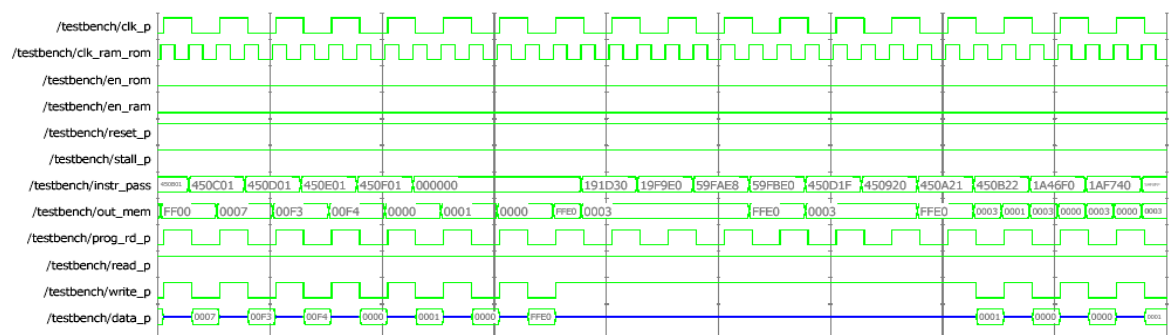 /testbench/clk_p
/testbench/clk_ram_rom
/testbench/en_rom
/testbench/en_ram
/testbench/reset_p
/testbench/stall_p
/testbench/instr_pass 450B01 450C01 450D01 450E01 450F01 000000 191D30 19F9E0 59FAE8 59FBE0 450D1F 450920 450A21 450B22 1A46F0 1AF740
/testbench/out_mem FF00 0007 00F3 00F4 0000 0001 0000 FFE0 0003 FFE0 0003 FFE0 0003 0001 0003 0000 0003 0000 0003
/testbench/prog_rd_p
/testbench/read_p
/testbench/write_p
/testbench/data_p 0007 00F3 00F4 0000 0001 0000 FFE0 0001 0000 0000 0001